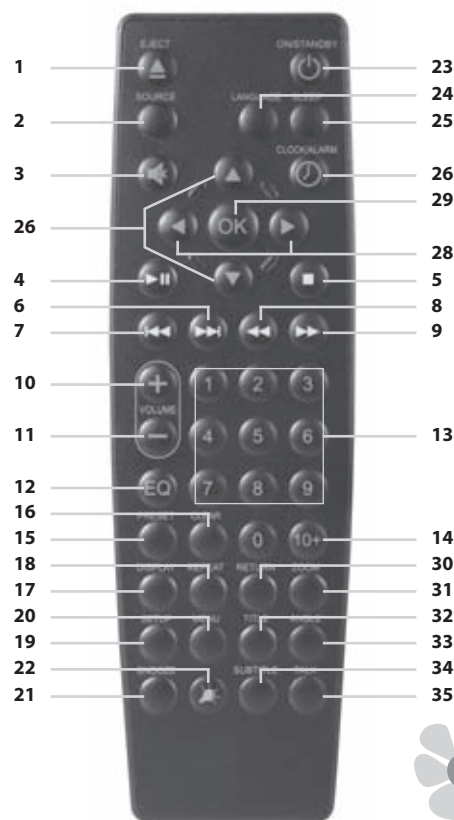 EJECT ON/STANDBY
1 23
24
SOURCE LANGUAGE SLEEP
2 25
CLOCK/ALARM
3 26
29
26 OK
28
4 5
6 8
7 9
10 + 1 2 3
VOLUME
11 − 4 5 6 13
12 EQ 7 8 9
16
PRESET CLEAR
15 0 10+ 14
18 30
DISPLAY REPEAT RETURN ZOOM
17 31
20 32
SETUP MENU TITLE ANGLE
19 33
22 34
SNOOZE SUBTITLE
21 35